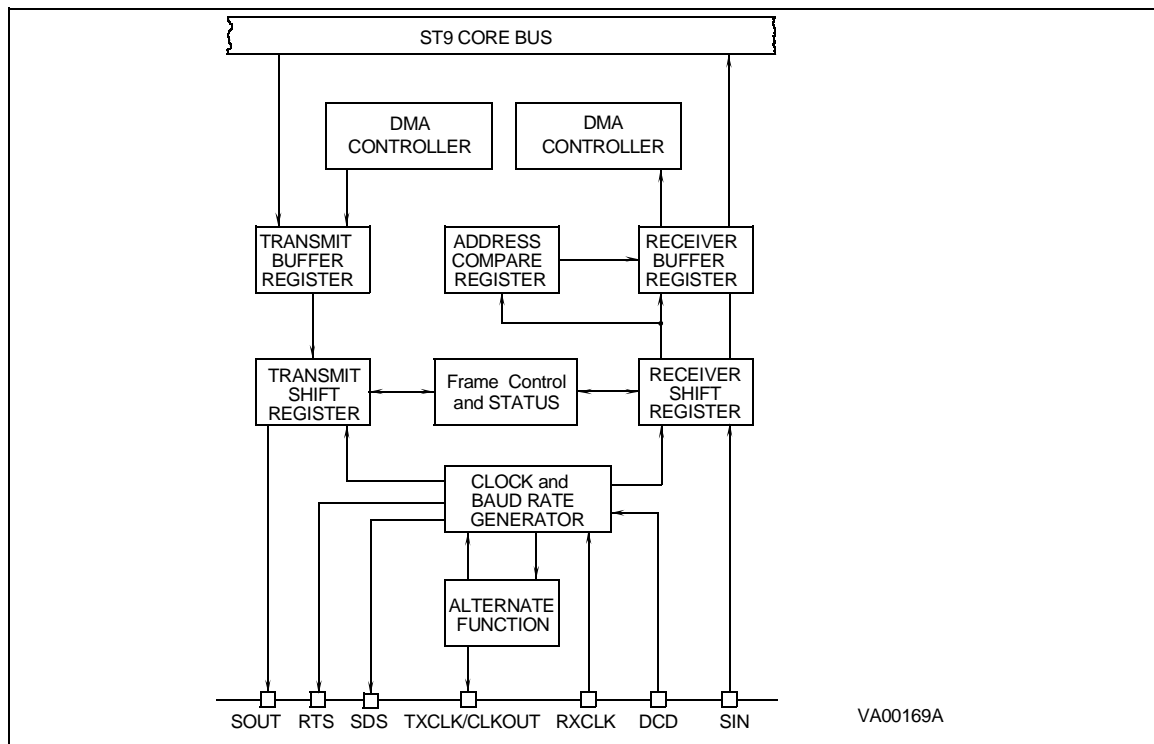 ST9 CORE BUS
DMA
CONTROLLER
DMA
CONTROLLER
TRANSMIT
BUFFER
REGISTER
ADDRESS
COMPARE
REGISTER
RECEIVER
BUFFER
REGISTER
TRANSMIT
SHIFT
REGISTER
Frame Control
and STATUS
RECEIVER
SHIFT
REGISTER
CLOCK and
BAUD RATE
GENERATOR
ALTERNATE
FUNCTION
SOUT RTS SDS TXCLK/CLKOUT RXCLK DCD SIN
VA00169A